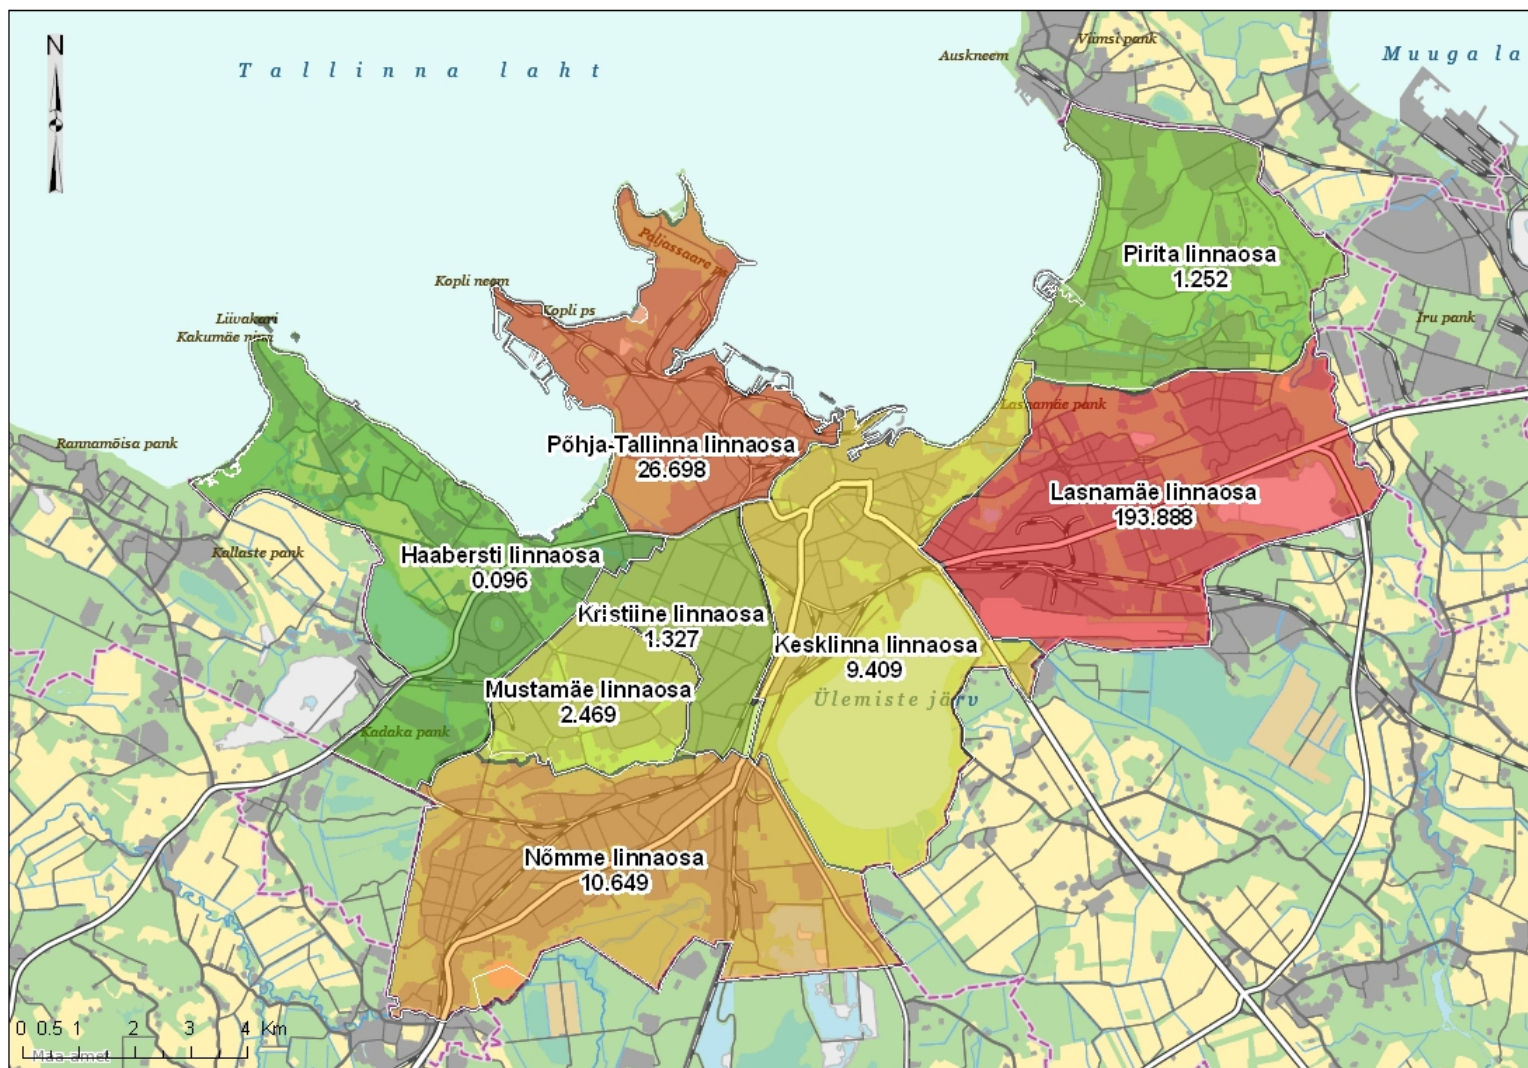 N
Tallinna laht
Auskneem
Viimsi pank
Muuga la
Paljassaare ps
Pirita linnaosa
1.252
Kopli neem
Kopli ps
Liivakari
Kakumäe nina
Iru pank
Lasnamäe pank
Rannamõisa pank
Põhja-Tallinna linnaosa
26.698
Lasnamäe linnaosa
193.888
Kallaste pank
Haabersti linnaosa
0.096
Kristiine linnaosa
1.327
Kesklinna linnaosa
9.409
Mustamäe linnaosa
2.469
Ülemiste järv
Kadaka pank
Nõmme linnaosa
10.649
0 0.5 1 2 3 4 Km
Maa-amet